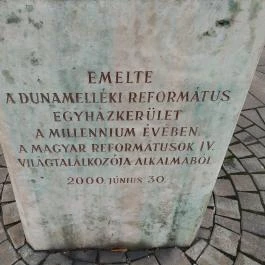 EMELTE
A DUNAMELLÉKI REFORMÁTUS
EGYHÁZKERÜLET
A MILLENNIUM ÉVÉBEN,
A MAGYAR REFORMÁTUSOK IV.
VILÁGTALÁLKOZÓJA ALKALMÁBÓL
2000. JÚNIUS 30.